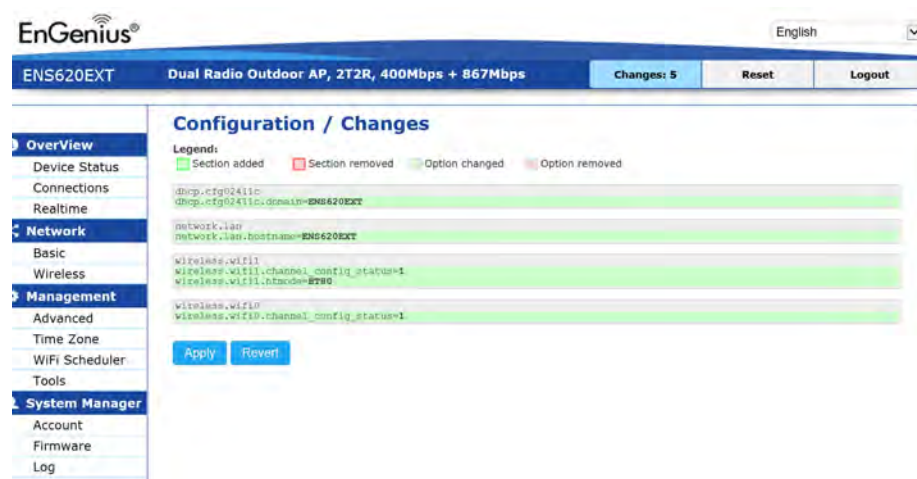 EnGenius®
English
ENS620EXT
Dual Radio Outdoor AP, 2T2R, 400Mbps + 867Mbps
Changes: 5
Reset
Logout
Configuration / Changes
Legend:
Section added
Section removed
Option changed
Option removed
OverView
Device Status
Connections
Realtime
Network
Basic
Wireless
Management
Advanced
Time Zone
WiFi Scheduler
Tools
System Manager
Account
Firmware
Log
dhcp.cfg02411c
dhcp.cfg02411c.domain=ENS620EXT
network.lan
network.lan.hostname=ENS620EXT
wireless.wifi1
wireless.wifi1.channel_config_status=1
wireless.wifi1.htmode=HT80
wireless.wifi0
wireless.wifi0.channel_config_status=1
Apply
Revert